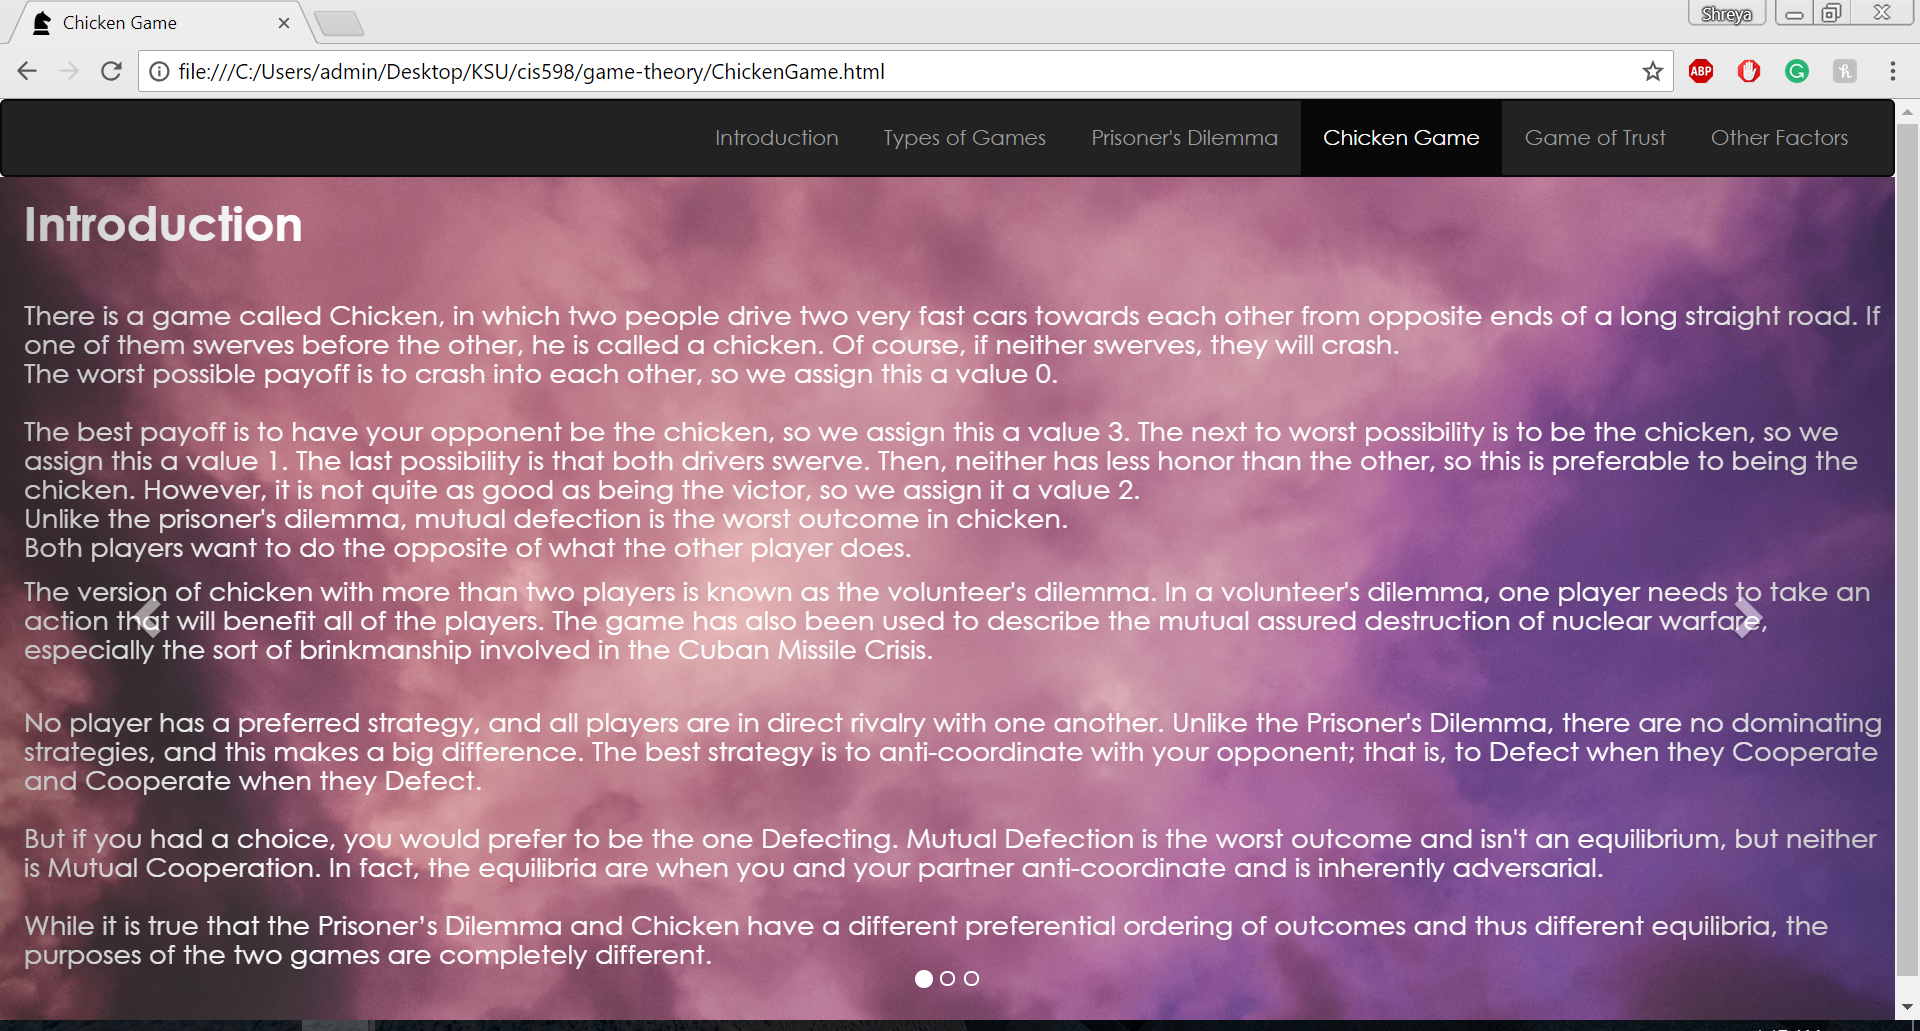 Chicken Game
Shreya
file:///C:/Users/admin/Desktop/KSU/cis598/game-theory/ChickenGame.html
ABP
Introduction Types of Games Prisoner's Dilemma Chicken Game Game of Trust Other Factors
Introduction
There is a game called Chicken, in which two people drive two very fast cars towards each other from opposite ends of a long straight road. If
one of them swerves before the other, he is called a chicken. Of course, if neither swerves, they will crash.
The worst possible payoff is to crash into each other, so we assign this a value 0.
The best payoff is to have your opponent be the chicken, so we assign this a value 3. The next to worst possibility is to be the chicken, so we
assign this a value 1. The last possibility is that both drivers swerve. Then, neither has less honor than the other, so this is preferable to being the
chicken. However, it is not quite as good as being the victor, so we assign it a value 2.
Unlike the prisoner's dilemma, mutual defection is the worst outcome in chicken.
Both players want to do the opposite of what the other player does.
The version of chicken with more than two players is known as the volunteer's dilemma. In a volunteer's dilemma, one player needs to take an
action that will benefit all of the players. The game has also been used to describe the mutual assured destruction of nuclear warfare,
especially the sort of brinkmanship involved in the Cuban Missile Crisis.
No player has a preferred strategy, and all players are in direct rivalry with one another. Unlike the Prisoner's Dilemma, there are no dominating
strategies, and this makes a big difference. The best strategy is to anti-coordinate with your opponent; that is, to Defect when they Cooperate
and Cooperate when they Defect.
But if you had a choice, you would prefer to be the one Defecting. Mutual Defection is the worst outcome and isn't an equilibrium, but neither
is Mutual Cooperation. In fact, the equilibria are when you and your partner anti-coordinate and is inherently adversarial.
While it is true that the Prisoner’s Dilemma and Chicken have a different preferential ordering of outcomes and thus different equilibria, the
purposes of the two games are completely different.